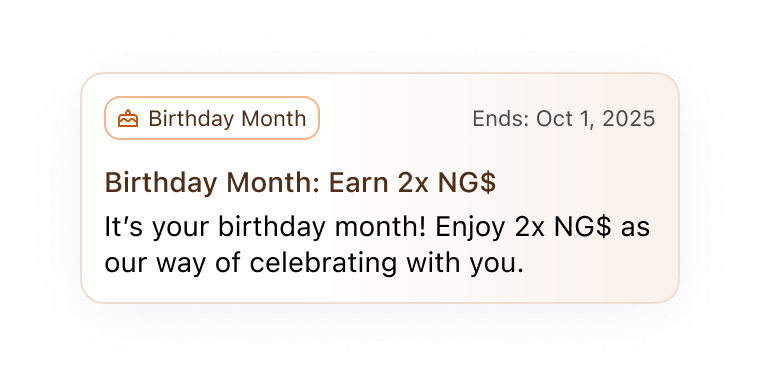 Birthday Month
Ends: Oct 1, 2025
Birthday Month: Earn 2x NG$
It’s your birthday month! Enjoy 2x NG$ as
our way of celebrating with you.